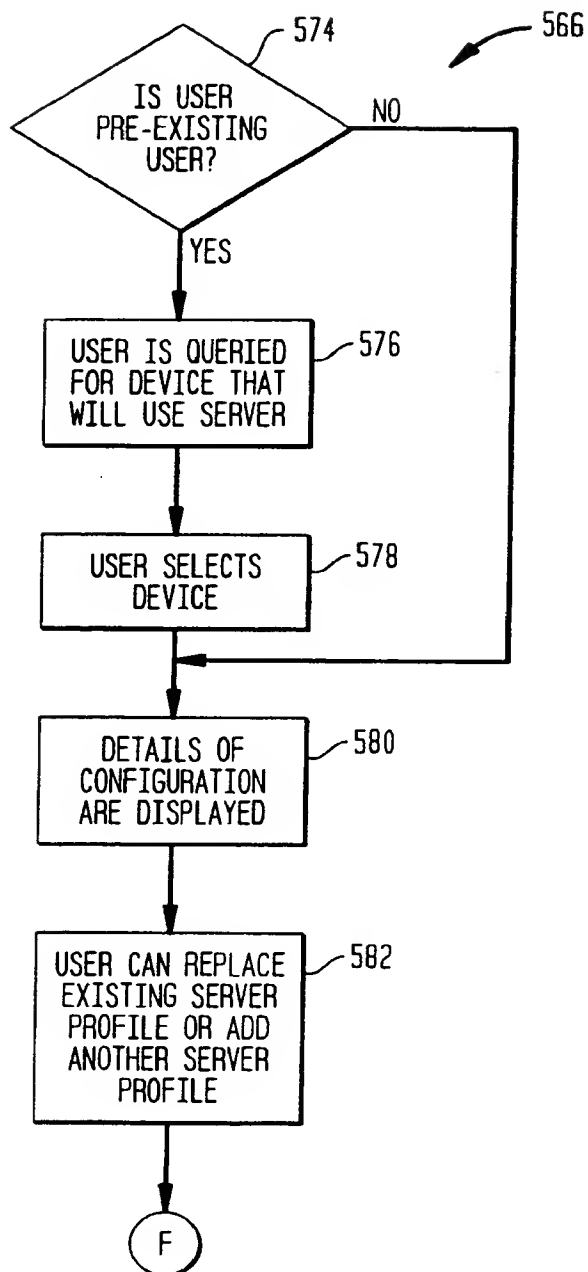 574
566
IS USER
PRE-EXISTING
USER?
NO
YES
USER IS QUERIED
FOR DEVICE THAT
WILL USE SERVER
576
USER SELECTS
DEVICE
578
DETAILS OF
CONFIGURATION
ARE DISPLAYED
580
USER CAN REPLACE
EXISTING SERVER
PROFILE OR ADD
ANOTHER SERVER
PROFILE
582
F